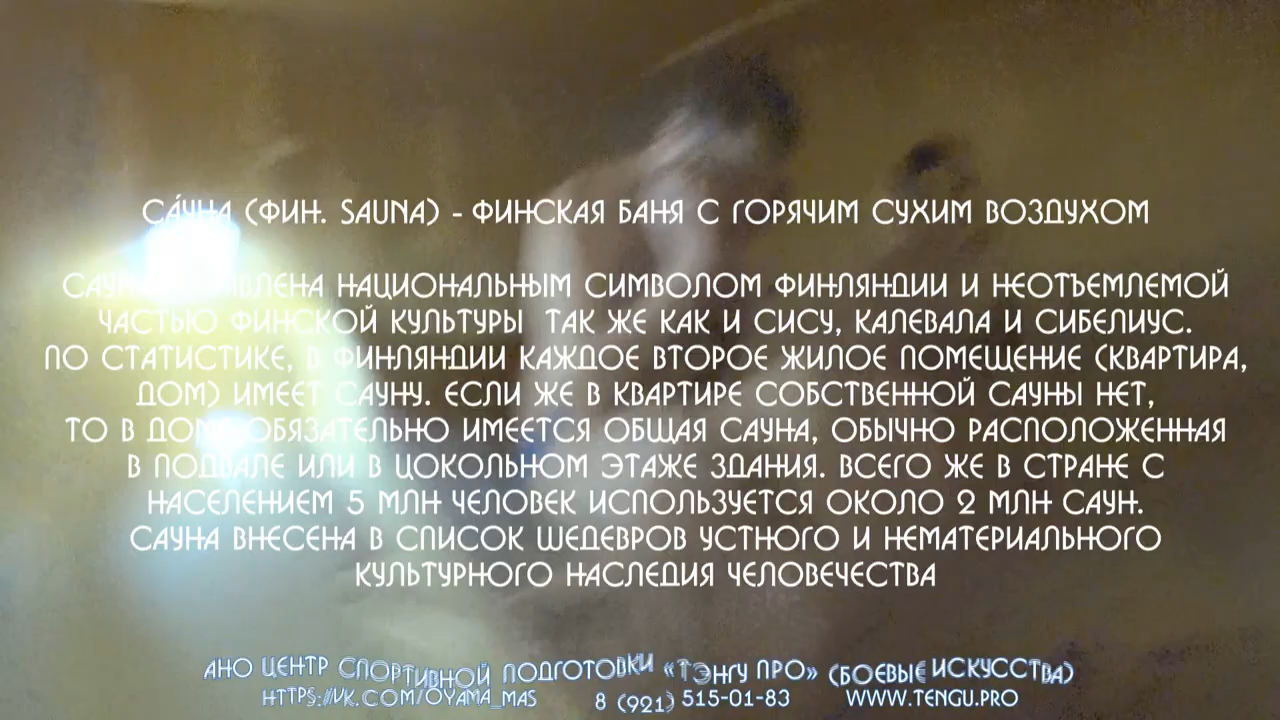 СА́УНА (ФИН. SAUNA) - ФИНСКАЯ БАНЯ С ГОРЯЧИМ СУХИМ ВОЗДУХОМ
САУНА ОБЪЯВЛЕНА НАЦИОНАЛЬНЫМ СИМВОЛОМ ФИНЛЯНДИИ И НЕОТЪЕМЛЕМОЙ
ЧАСТЬЮ ФИНСКОЙ КУЛЬТУРЫ ТАК ЖЕ КАК И СИСУ, КАЛЕВАЛА И СИБЕЛИУС.
ПО СТАТИСТИКЕ, В ФИНЛЯНДИИ КАЖДОЕ ВТОРОЕ ЖИЛОЕ ПОМЕЩЕНИЕ (КВАРТИРА,
ДОМ) ИМЕЕТ САУНУ. ЕСЛИ ЖЕ В КВАРТИРЕ СОБСТВЕННОЙ САУНЫ НЕТ,
ТО В ДОМЕ ОБЯЗАТЕЛЬНО ИМЕЕТСЯ ОБЩАЯ САУНА, ОБЫЧНО РАСПОЛОЖЕННАЯ
В ПОДВАЛЕ ИЛИ В ЦОКОЛЬНОМ ЭТАЖЕ ЗДАНИЯ. ВСЕГО ЖЕ В СТРАНЕ С
НАСЕЛЕНИЕМ 5 МЛН ЧЕЛОВЕК ИСПОЛЬЗУЕТСЯ ОКОЛО 2 МЛН САУН.
САУНА ВНЕСЕНА В СПИСОК ШЕДЕВРОВ УСТНОГО И НЕМАТЕРИАЛЬНОГО
КУЛЬТУРНОГО НАСЛЕДИЯ ЧЕЛОВЕЧЕСТВА
АНО ЦЕНТР СПОРТИВНОЙ ПОДГОТОВКИ «ТЭНГУ ПРО» (БОЕВЫЕ ИСКУССТВА)
HTTPS://VK.COM/OYAMA_MAS 8 (921) 515-01-83 WWW.TENGU.PRO